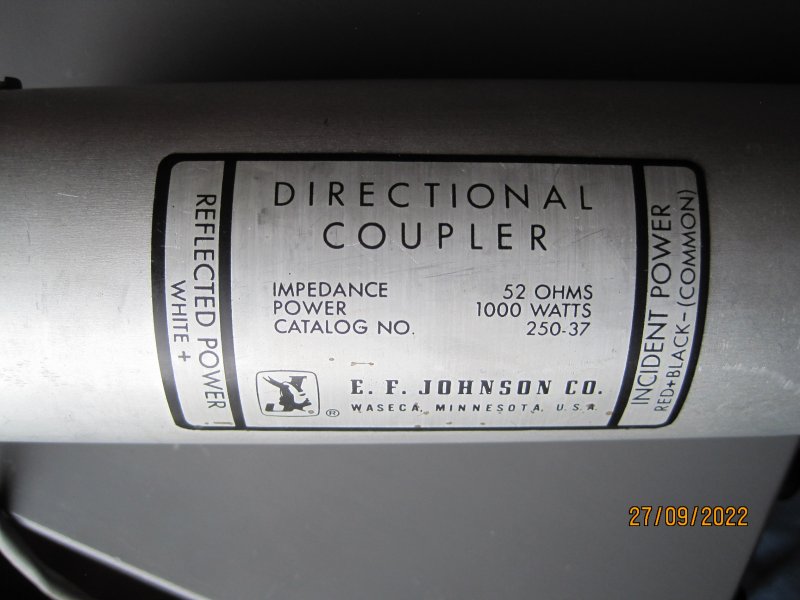 REFLECTED POWER
WHITE +
DIRECTIONAL
COUPLER
IMPEDANCE 52 OHMS
POWER 1000 WATTS
CATALOG NO. 250-37
®
E. F. JOHNSON CO.
WASECA, MINNESOTA, U.S.A.
INCIDENT POWER
RED+BLACK-(COMMON)
27/09/2022